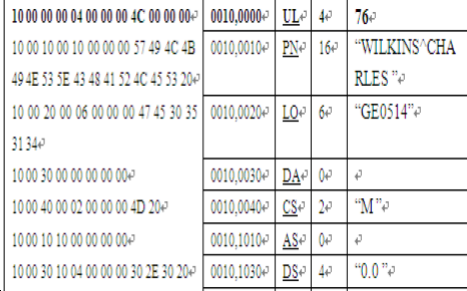 10 00 00 00 04 00 00 00 4C 00 00 00↵ 0010,0000↵ UL↵ 4↵ 76↵
10 00 10 00 10 00 00 00 57 49 4C 4B ↵ 0010,0010↵ PN↵ 16↵ “WILKINS^CHA
49 4E 53 5E 43 48 41 52 4C 45 53 20↵ RLES ”↵
10 00 20 00 06 00 00 00 47 45 30 35 0010,0020↵ LO↵ 6↵ “GE0514”↵
31 34↵
10 00 30 00 00 00 00 00↵ 0010,0030↵ DA↵ 0↵ ↵
10 00 40 00 02 00 00 00 4D 20↵ 0010,0040↵ CS↵ 2↵ “M ”↵
10 00 10 10 00 00 00 00↵ 0010,1010↵ AS↵ 0↵ ↵
10 00 30 10 04 00 00 00 30 2E 30 20↵ 0010,1030↵ DS↵ 4↵ “0.0 ”↵